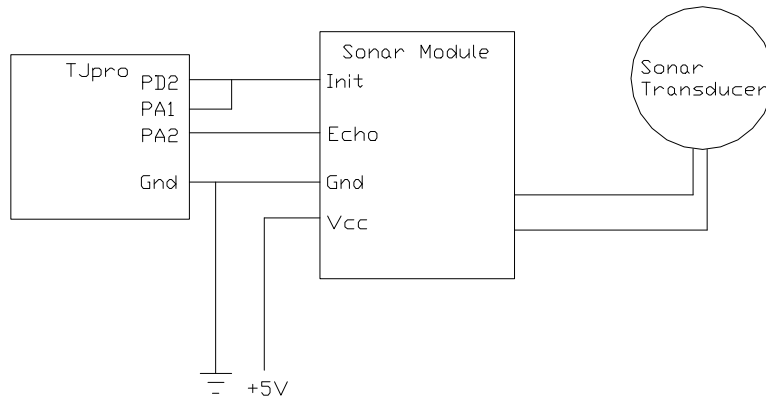 TJpro
PD2
PA1
PA2
Gnd
Sonar Module
Init
Echo
Gnd
Vcc
Sonar
Transducer
+5V